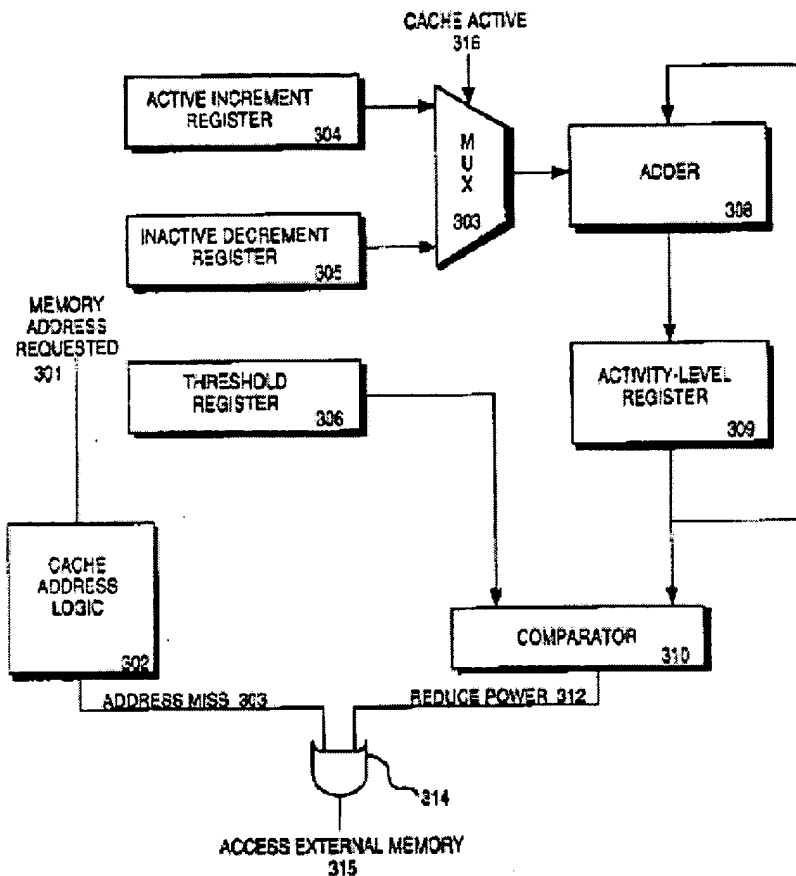 CACHE ACTIVE
316
ACTIVE INCREMENT
REGISTER
304
MUX
303
ADDER
308
INACTIVE DECREMENT
REGISTER
305
MEMORY
ADDRESS
REQUESTED
301
THRESHOLD
REGISTER
306
ACTIVITY-LEVEL
REGISTER
309
CACHE
ADDRESS
LOGIC
302
COMPARATOR
310
ADDRESS MISS 303
REDUCE POWER 312
314
ACCESS EXTERNAL MEMORY
315